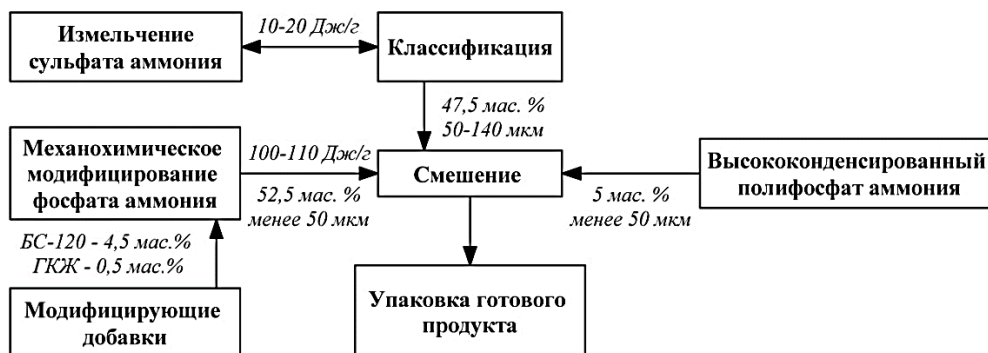 Измельчение
сульфата аммония
10-20 Дж/г
Классификация
47,5 мас. %
50-140 мкм
Механохимическое
модифицирование
фосфата аммония
100-110 Дж/г
52,5 мас. %
менее 50 мкм
Смешение
5 мас. %
менее 50 мкм
Высококонденсированный
полифосфат аммония
БС-120 - 4,5 мас.%
ГКЖ - 0,5 мас.%
Модифицирующие
добавки
Упаковка готового
продукта